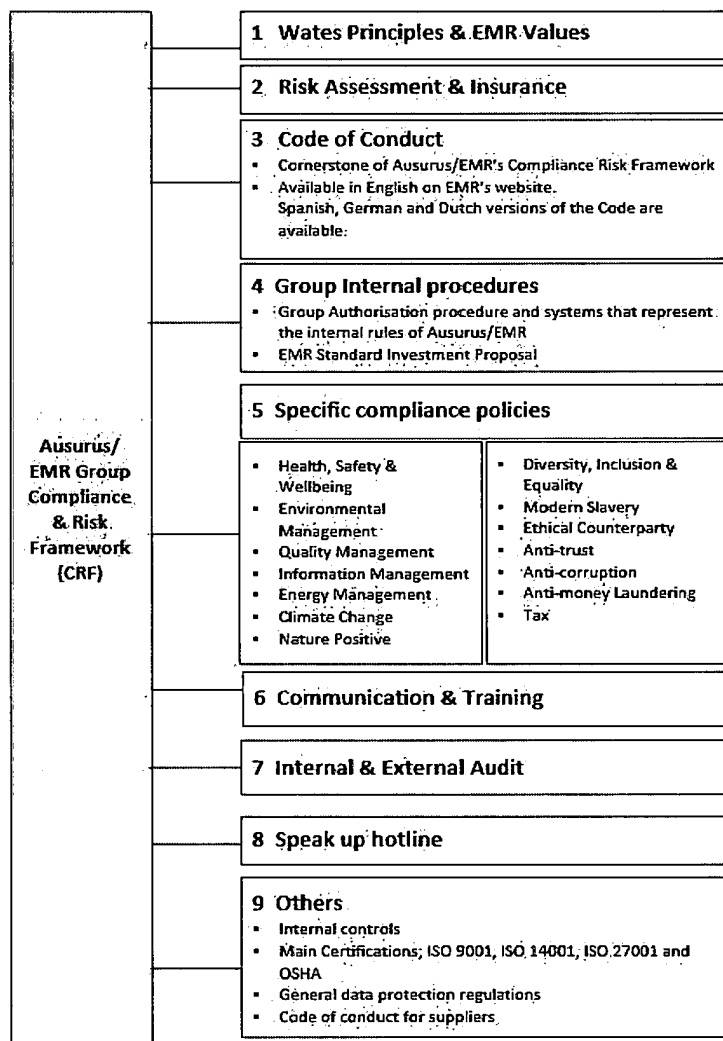 1 Wates Principles & EMR Values
2 Risk Assessment & Insurance
3 Code of Conduct
▪ Cornerstone of Ausurus/EMR's Compliance Risk Framework
▪ Available in English on EMR's website.
Spanish, German and Dutch versions of the Code are
available.
4 Group Internal procedures
▪ Group Authorisation procedure and systems that represent
the internal rules of Ausurus/EMR
▪ EMR Standard Investment Proposal
5 Specific compliance policies
Ausurus/
EMR Group
Compliance
& Risk
Framework
(CRF)
▪ Health, Safety &
Wellbeing
▪ Environmental
Management
▪ Quality Management
▪ Information Management
▪ Energy Management
▪ Climate Change
▪ Nature Positive
▪ Diversity, Inclusion &
Equality
▪ Modern Slavery
▪ Ethical Counterparty
▪ Anti-trust
▪ Anti-corruption
▪ Anti-money Laundering
▪ Tax
6 Communication & Training
7 Internal & External Audit
8 Speak up hotline
9 Others
▪ Internal controls
▪ Main Certifications; ISO 9001, ISO 14001, ISO 27001 and
OSHA
▪ General data protection regulations
▪ Code of conduct for suppliers